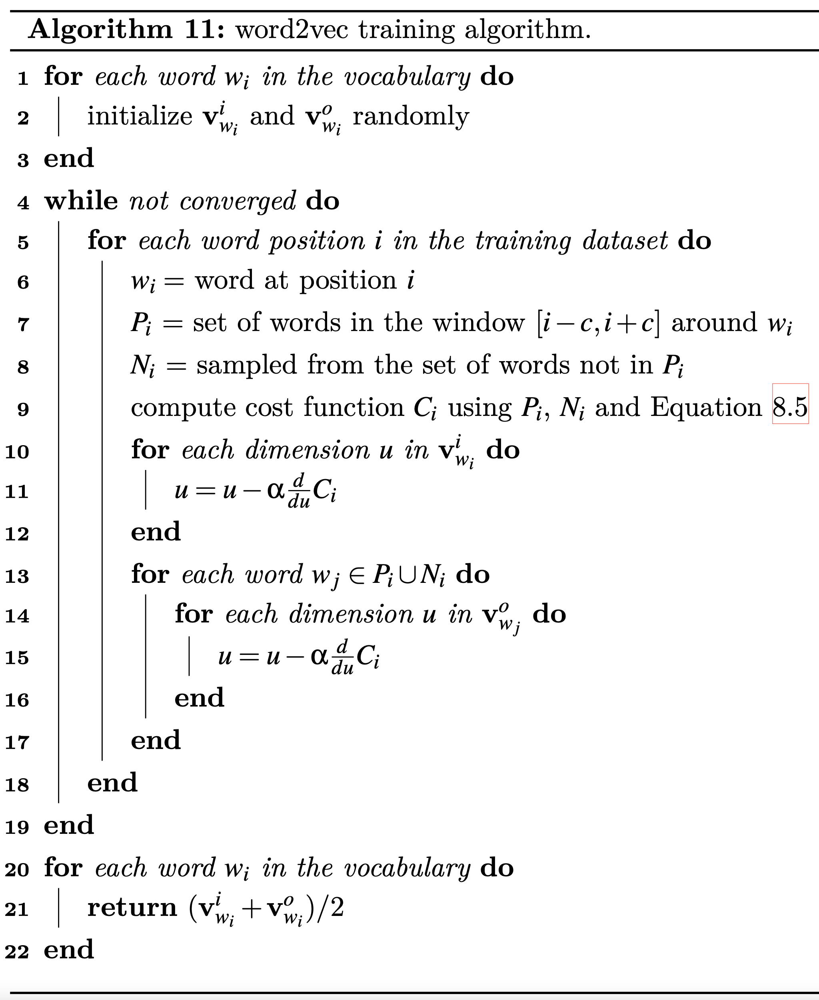 Algorithm 11: word2vec training algorithm.
1 for each word wᵢ in the vocabulary do
2 initialize $\mathbf{v}^{i}_{w_i}$ and $\mathbf{v}^{o}_{w_i}$ randomly
3 end
4 while not converged do
5 for each word position i in the training dataset do
6 $w_i$ = word at position $i$
7 $P_i$ = set of words in the window $[i-c, i+c]$ around $w_i$
8 $N_i$ = sampled from the set of words not in $P_i$
9 compute cost function $C_i$ using $P_i$, $N_i$ and Equation 8.5
10 for each dimension u in $\mathbf{v}^{i}_{w_i}$ do
11 $u = u - \alpha \frac{d}{du} C_i$
12 end
13 for each word $w_j \in P_i \cup N_i$ do
14 for each dimension u in $\mathbf{v}^{o}_{w_j}$ do
15 $u = u - \alpha \frac{d}{du} C_i$
16 end
17 end
18 end
19 end
20 for each word $w_i$ in the vocabulary do
21 return $(\mathbf{v}^{i}_{w_i} + \mathbf{v}^{o}_{w_i})/2$
22 end